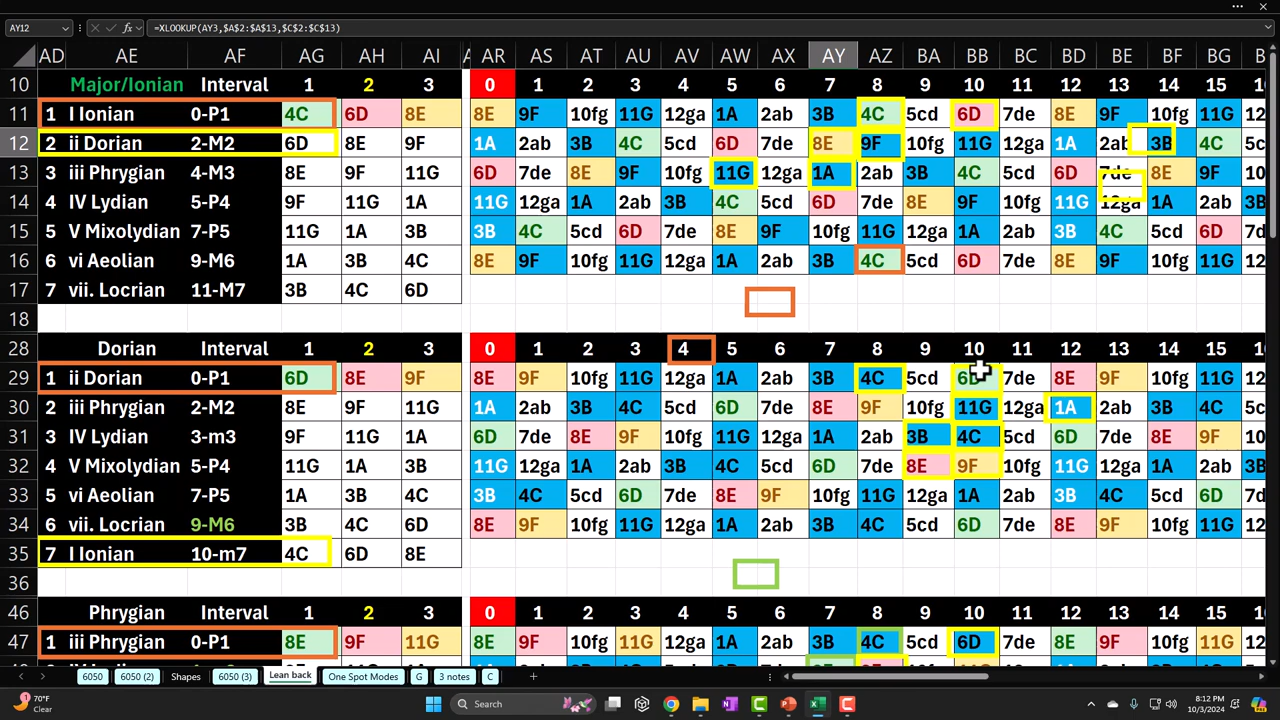 AY12 fx =XLOOKUP(AY3,$A$2:$A$13,$C$2:$C$13)
AD AE AF AG AH AI AR AS AT AU AV AW AX AY AZ BA BB BC BD BE BF BG
10 Major/Ionian Interval 1 2 3 0 1 2 3 4 5 6 7 8 9 10 11 12 13 14 15
11 1 I Ionian 0-P1 4C 6D 8E 8E 9F 10fg 11G 12ga 1A 2ab 3B 4C 5cd 6D 7de 8E 9F 10fg 11G 12ga
12 2 ii Dorian 2-M2 6D 8E 9F 1A 2ab 3B 4C 5cd 6D 7de 8E 9F 10fg 11G 12ga 1A 2ab 3B 4C 5c
13 3 iii Phrygian 4-M3 8E 9F 11G 6D 7de 8E 9F 10fg 11G 12ga 1A 2ab 3B 4C 5cd 6D 7de 8E 9F 10fg
14 4 IV Lydian 5-P4 9F 11G 1A 11G 12ga 1A 2ab 3B 4C 5cd 6D 7de 8E 9F 10fg 11G 12ga 1A 2ab 3B
15 5 V Mixolydian 7-P5 11G 1A 3B 3B 4C 5cd 6D 7de 8E 9F 10fg 11G 12ga 1A 2ab 3B 4C 5cd 6D 7de
16 6 vi Aeolian 9-M6 1A 3B 4C 8E 9F 10fg 11G 12ga 1A 2ab 3B 4C 5cd 6D 7de 8E 9F 10fg 11G 12ga
17 7 vii. Locrian 11-M7 3B 4C 6D
18
28 Dorian Interval 1 2 3 0 1 2 3 4 5 6 7 8 9 10 11 12 13 14 15
29 1 ii Dorian 0-P1 6D 8E 9F 8E 9F 10fg 11G 12ga 1A 2ab 3B 4C 5cd 6D 7de 8E 9F 10fg 11G 12ga
30 2 iii Phrygian 2-M2 8E 9F 11G 1A 2ab 3B 4C 5cd 6D 7de 8E 9F 10fg 11G 12ga 1A 2ab 3B 4C 5cd
31 3 IV Lydian 3-m3 9F 11G 1A 6D 7de 8E 9F 10fg 11G 12ga 1A 2ab 3B 4C 5cd 6D 7de 8E 9F 10fg
32 4 V Mixolydian 5-P4 11G 1A 3B 11G 12ga 1A 2ab 3B 4C 5cd 6D 7de 8E 9F 10fg 11G 12ga 1A 2ab 3B
33 5 vi Aeolian 7-P5 1A 3B 4C 3B 4C 5cd 6D 7de 8E 9F 10fg 11G 12ga 1A 2ab 3B 4C 5cd 6D 7de
34 6 vii. Locrian 9-M6 3B 4C 6D 8E 9F 10fg 11G 12ga 1A 2ab 3B 4C 5cd 6D 7de 8E 9F 10fg 11G 12ga
35 7 I Ionian 10-m7 4C 6D 8E
36
46 Phrygian Interval 1 2 3 0 1 2 3 4 5 6 7 8 9 10 11 12 13 14 15
47 1 iii Phrygian 0-P1 8E 9F 11G 8E 9F 10fg 11G 12ga 1A 2ab 3B 4C 5cd 6D 7de 8E 9F 10fg 11G 12ga
6050 6050 (2) Shapes 6050 (3) Lean back One Spot Modes G 3 notes C
70°F
Clear
Search
8:12 PM
10/3/2024